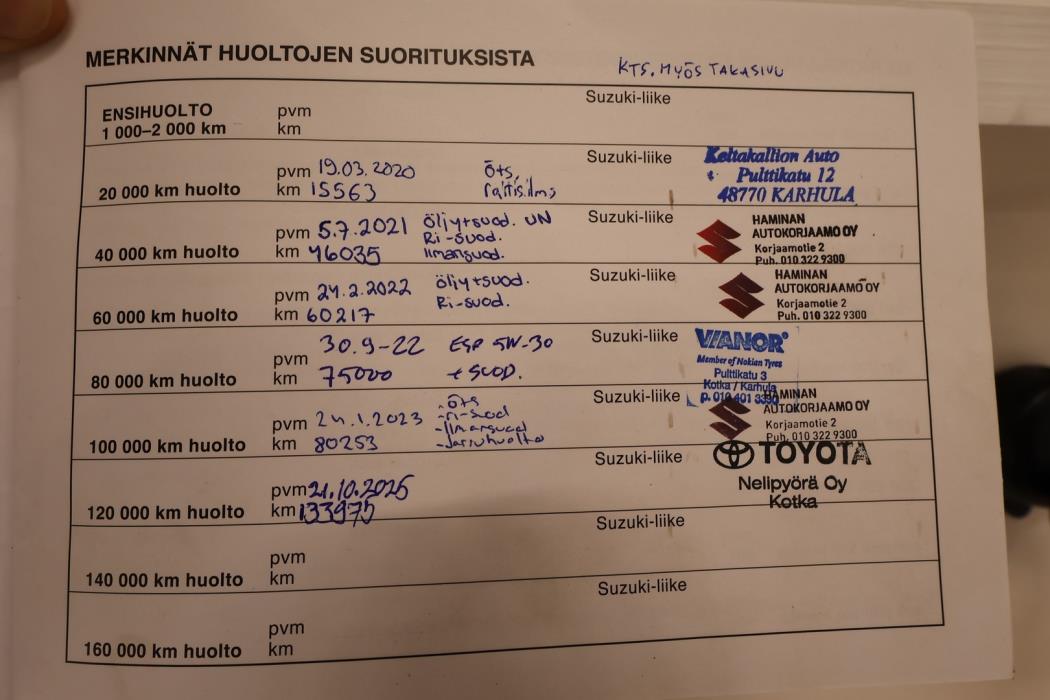 MERKINNÄT HUOLTOJEN SUORITUKSISTA
KTS. MYÖS TAKASIVU
ENSIHUOLTO
1 000–2 000 km
pvm
km
Suzuki-liike
20 000 km huolto
pvm 19.03.2020
km 15563
öts,
raitisilms
Suzuki-liike
Keltakallion Auto
Pulttikatu 12
48770 KARHULA
40 000 km huolto
pvm 5.7.2021
km 46035
öljy+suod. UN
Ri-suod.
Ilmansuod.
Suzuki-liike
HAMINAN
AUTOKORJAAMO OY
Korjaamotie 2
Puh. 010 322 9300
60 000 km huolto
pvm 24.2.2022
km 60217
öljy+suod.
Ri-suod.
Suzuki-liike
HAMINAN
AUTOKORJAAMO OY
Korjaamotie 2
Puh. 010 322 9300
80 000 km huolto
pvm 30.9-22
km 75000
ESP 5W-30
+ SUOD.
Suzuki-liike
VIANOR
Member of Nokian Tyres
Pulttikatu 3
Kotka / Karhula
p. 010 401 3390
100 000 km huolto
pvm 24.1.2023
km 80253
-öts
-ri-suod
-Ilmansuod
-Jarruhuolto
Suzuki-liike
HAMINAN
AUTOKORJAAMO OY
Korjaamotie 2
Puh. 010 322 9300
120 000 km huolto
pvm 21.10.2025
km 133975
Suzuki-liike
TOYOTA
Nelipyörä Oy
Kotka
140 000 km huolto
pvm
km
Suzuki-liike
160 000 km huolto
pvm
km
Suzuki-liike